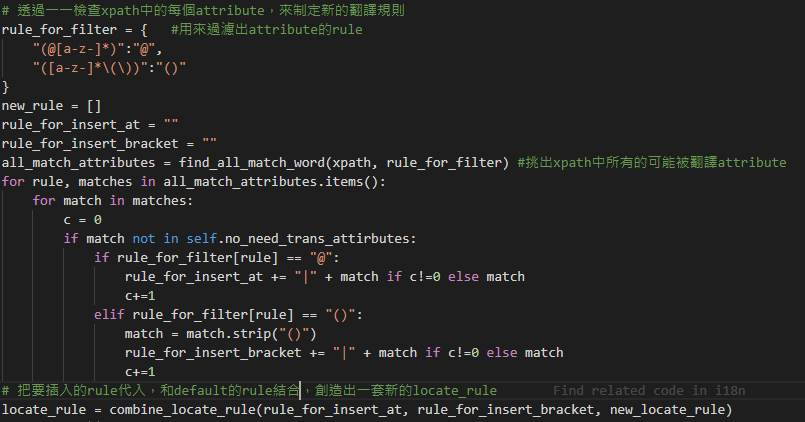 # 透過一一檢查xpath中的每個attribute，來制定新的翻譯規則
rule_for_filter = {   #用來過濾出attribute的rule
    "(@[a-z-]*)":"@",
    "([a-z-]*\(\))":"()"
}
new_rule = []
rule_for_insert_at = ""
rule_for_insert_bracket = ""
all_match_attributes = find_all_match_word(xpath, rule_for_filter) #挑出xpath中所有的可能被翻譯attribute
for rule, matches in all_match_attributes.items():
    for match in matches:
        c = 0
        if match not in self.no_need_trans_attirbutes:
            if rule_for_filter[rule] == "@":
                rule_for_insert_at += "|" + match if c!=0 else match
                c+=1
            elif rule_for_filter[rule] == "()":
                match = match.strip("()")
                rule_for_insert_bracket += "|" + match if c!=0 else match
                c+=1
# 把要插入的rule代入，和default的rule結合，創造出一套新的locate_rule       Find related code in i18n
locate_rule = combine_locate_rule(rule_for_insert_at, rule_for_insert_bracket, new_locate_rule)